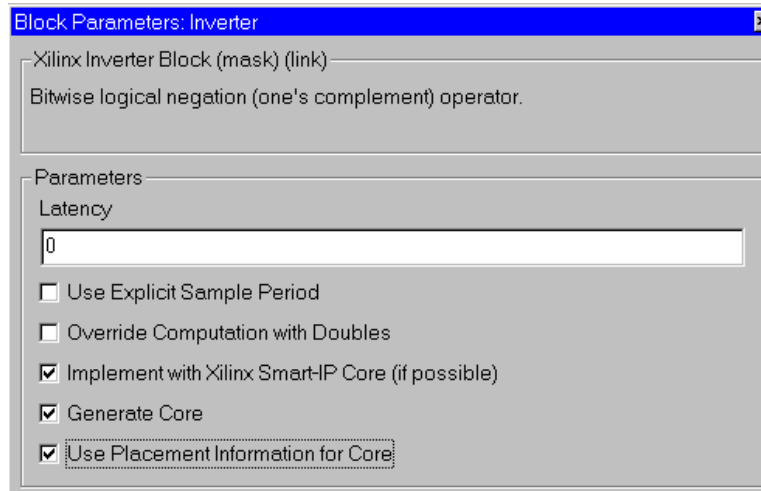 Block Parameters: Inverter
Xilinx Inverter Block (mask) (link)
Bitwise logical negation (one's complement) operator.
Parameters
Latency
0
Use Explicit Sample Period
Override Computation with Doubles
Implement with Xilinx Smart-IP Core (if possible)
Generate Core
Use Placement Information for Core